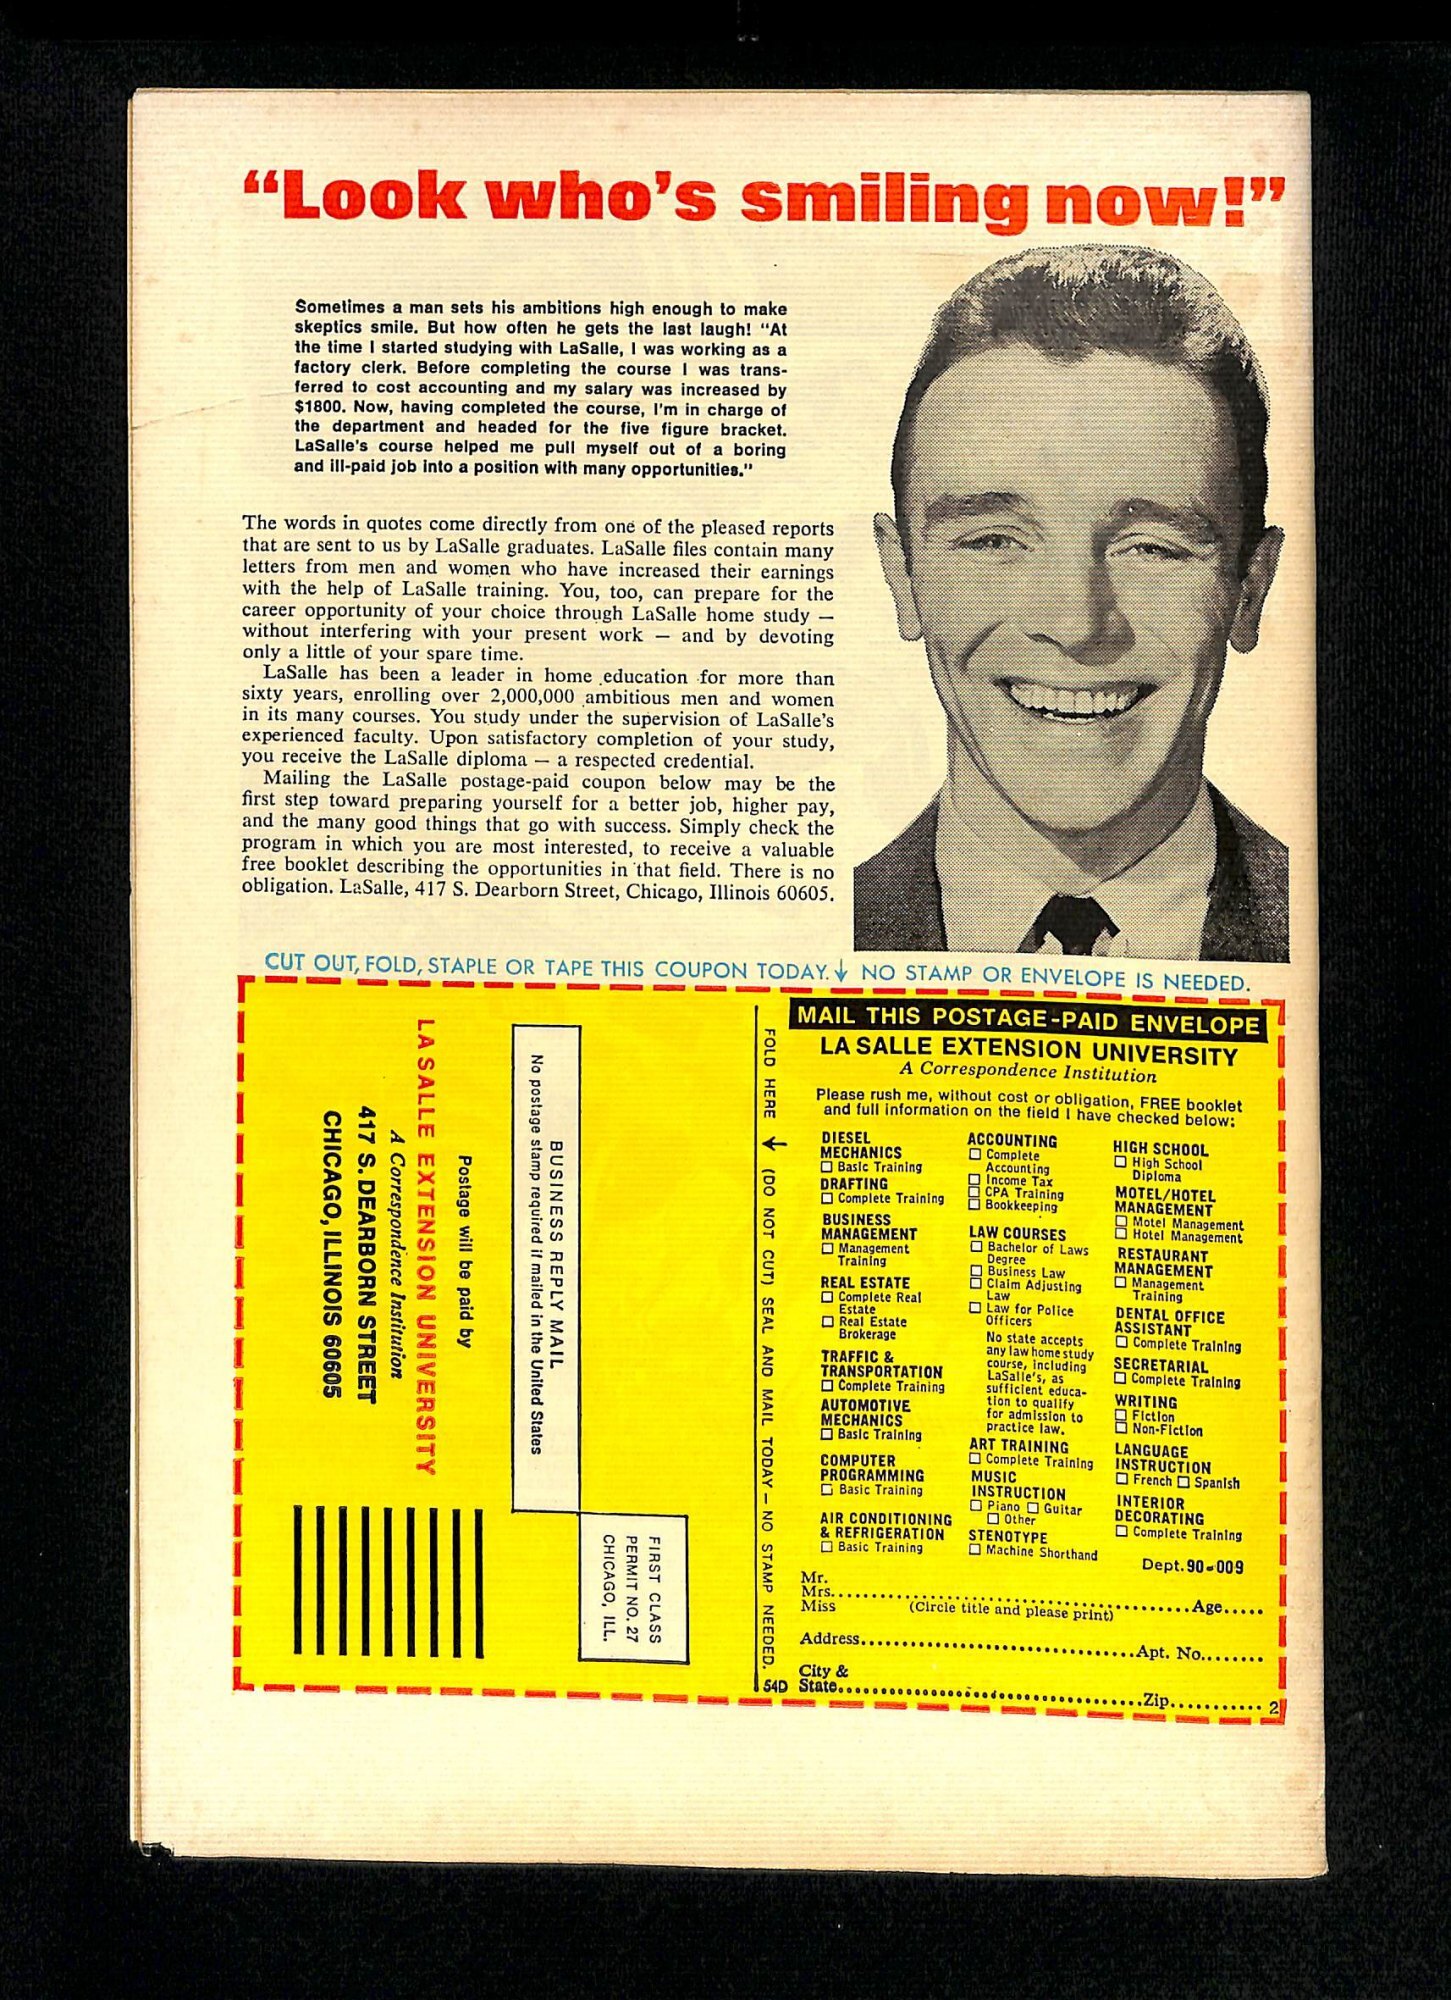 “Look who’s smiling now!”
Sometimes a man sets his ambitions high enough to make
skeptics smile. But how often he gets the last laugh! “At
the time I started studying with LaSalle, I was working as a
factory clerk. Before completing the course I was trans-
ferred to cost accounting and my salary was increased by
$1800. Now, having completed the course, I'm in charge of
the department and headed for the five figure bracket.
LaSalle's course helped me pull myself out of a boring
and ill-paid job into a position with many opportunities."
The words in quotes come directly from one of the pleased reports
that are sent to us by LaSalle graduates. LaSalle files contain many
letters from men and women who have increased their earnings
with the help of LaSalle training. You, too, can prepare for the
career opportunity of your choice through LaSalle home study —
without interfering with your present work — and by devoting
only a little of your spare time.
LaSalle has been a leader in home education for more than
sixty years, enrolling over 2,000,000 ambitious men and women
in its many courses. You study under the supervision of LaSalle's
experienced faculty. Upon satisfactory completion of your study,
you receive the LaSalle diploma — a respected credential.
Mailing the LaSalle postage-paid coupon below may be the
first step toward preparing yourself for a better job, higher pay,
and the many good things that go with success. Simply check the
program in which you are most interested, to receive a valuable
free booklet describing the opportunities in that field. There is no
obligation. LaSalle, 417 S. Dearborn Street, Chicago, Illinois 60605.
CUT OUT, FOLD, STAPLE OR TAPE THIS COUPON TODAY. ↓ NO STAMP OR ENVELOPE IS NEEDED.
FIRST CLASS
PERMIT NO. 27
CHICAGO, ILL.
BUSINESS REPLY MAIL
No postage stamp required if mailed in the United States
Postage will be paid by
LA SALLE EXTENSION UNIVERSITY
A Correspondence Institution
417 S. DEARBORN STREET
CHICAGO, ILLINOIS 60605
FOLD HERE ↓ (DO NOT CUT) SEAL AND MAIL TODAY — NO STAMP NEEDED.
54D
MAIL THIS POSTAGE-PAID ENVELOPE
LA SALLE EXTENSION UNIVERSITY
A Correspondence Institution
Please rush me, without cost or obligation, FREE booklet
and full information on the field I have checked below:
DIESEL
MECHANICS
☐ Basic Training
DRAFTING
☐ Complete Training
BUSINESS
MANAGEMENT
☐ Management
Training
REAL ESTATE
☐ Complete Real
Estate
☐ Real Estate
Brokerage
TRAFFIC &
TRANSPORTATION
☐ Complete Training
AUTOMOTIVE
MECHANICS
☐ Basic Training
COMPUTER
PROGRAMMING
☐ Basic Training
AIR CONDITIONING
& REFRIGERATION
☐ Basic Training
ACCOUNTING
☐ Complete
Accounting
☐ Income Tax
☐ CPA Training
☐ Bookkeeping
LAW COURSES
☐ Bachelor of Laws
Degree
☐ Business Law
☐ Claim Adjusting
Law
☐ Law for Police
Officers
No state accepts
any law home study
course, including
LaSalle's, as
sufficient educa-
tion to qualify
for admission to
practice law.
ART TRAINING
☐ Complete Training
MUSIC
INSTRUCTION
☐ Piano ☐ Guitar
☐ Other
STENOTYPE
☐ Machine Shorthand
HIGH SCHOOL
☐ High School
Diploma
MOTEL/HOTEL
MANAGEMENT
☐ Motel Management
☐ Hotel Management
RESTAURANT
MANAGEMENT
☐ Management
Training
DENTAL OFFICE
ASSISTANT
☐ Complete Training
SECRETARIAL
☐ Complete Training
WRITING
☐ Fiction
☐ Non-Fiction
LANGUAGE
INSTRUCTION
☐ French ☐ Spanish
INTERIOR
DECORATING
☐ Complete Training
Dept. 90-009
Mr.
Mrs.......................................................Age.....
Miss (Circle title and please print)
Address.......................................Apt. No........
City &
State...........................................Zip........... 2